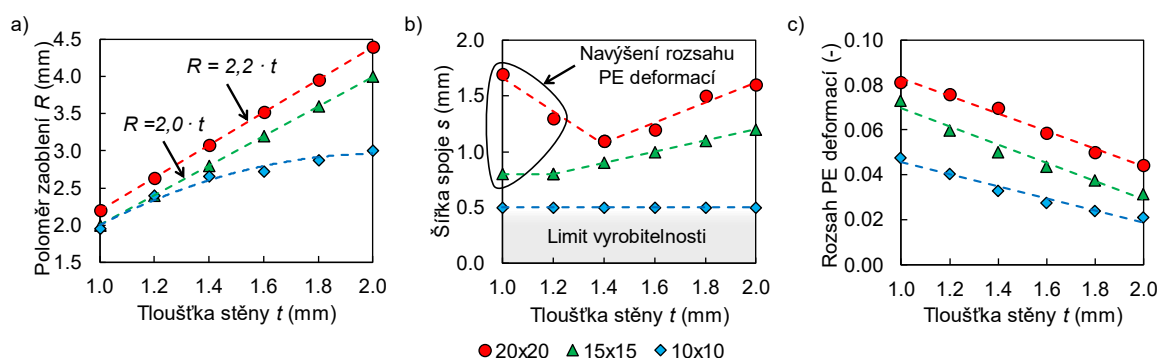 a)
Poloměr zaoblení R (mm)
4.5
4.0
3.5
3.0
2.5
2.0
1.5
R = 2,2 · t
R =2,0 · t
1.0 1.2 1.4 1.6 1.8 2.0
Tloušťka stěny t (mm)
b)
Šířka spoje s (mm)
2.0
1.5
1.0
0.5
0.0
Navýšení rozsahu
PE deformací
Limit vyrobitelnosti
1.0 1.2 1.4 1.6 1.8 2.0
Tloušťka stěny t (mm)
c)
Rozsah PE deformací (-)
0.10
0.08
0.06
0.04
0.02
0.00
1.0 1.2 1.4 1.6 1.8 2.0
Tloušťka stěny t (mm)
20x20 15x15 10x10